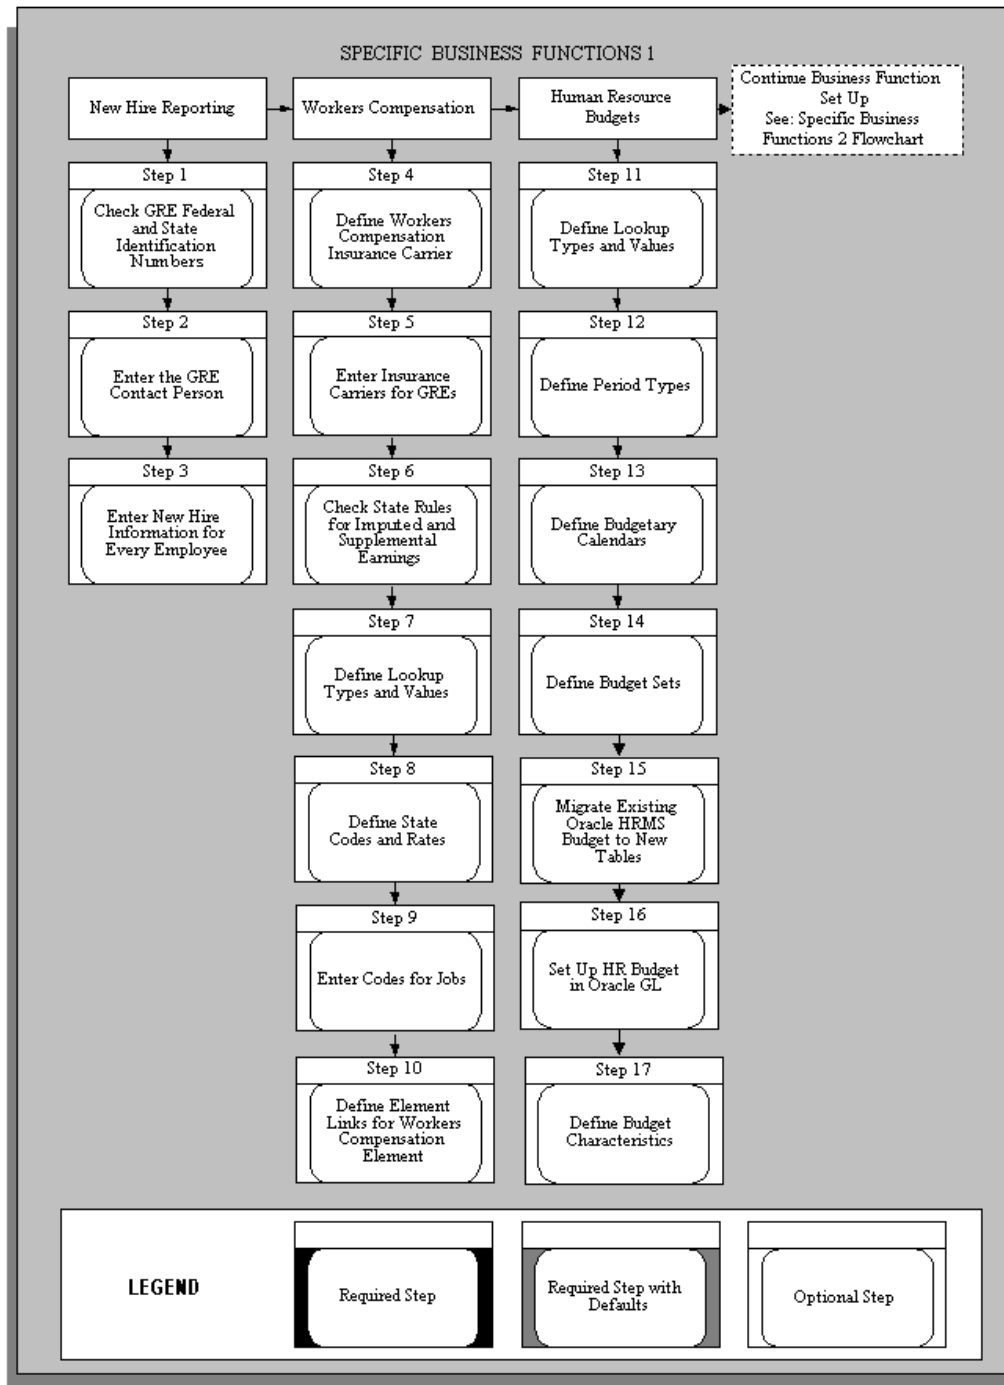 SPECIFIC BUSINESS FUNCTIONS 1
New Hire Reporting
Workers Compensation
Human Resource
Budgets
Continue Business Function
Set Up
See: Specific Business
Functions 2 Flowchart
Step 1
Check GRE Federal
and State
Identification
Numbers
Step 2
Enter the GRE
Contact Person
Step 3
Enter New Hire
Information for
Every Employee
Step 4
Define Workers
Compensation
Insurance Carrier
Step 5
Enter Insurance
Carriers for GREs
Step 6
Check State Rules
for Imputed and
Supplemental
Earnings
Step 7
Define Lookup
Types and Values
Step 8
Define State
Codes and Rates
Step 9
Enter Codes for Jobs
Step 10
Define Element
Links for Workers
Compensation
Element
Step 11
Define Lookup
Types and Values
Step 12
Define Period Types
Step 13
Define Budgetary
Calendars
Step 14
Define Budget Sets
Step 15
Migrate Existing
Oracle HRMS
Budget to New
Tables
Step 16
Set Up HR Budget
in Oracle GL
Step 17
Define Budget
Characteristics
LEGEND
Required Step
Required Step with
Defaults
Optional Step